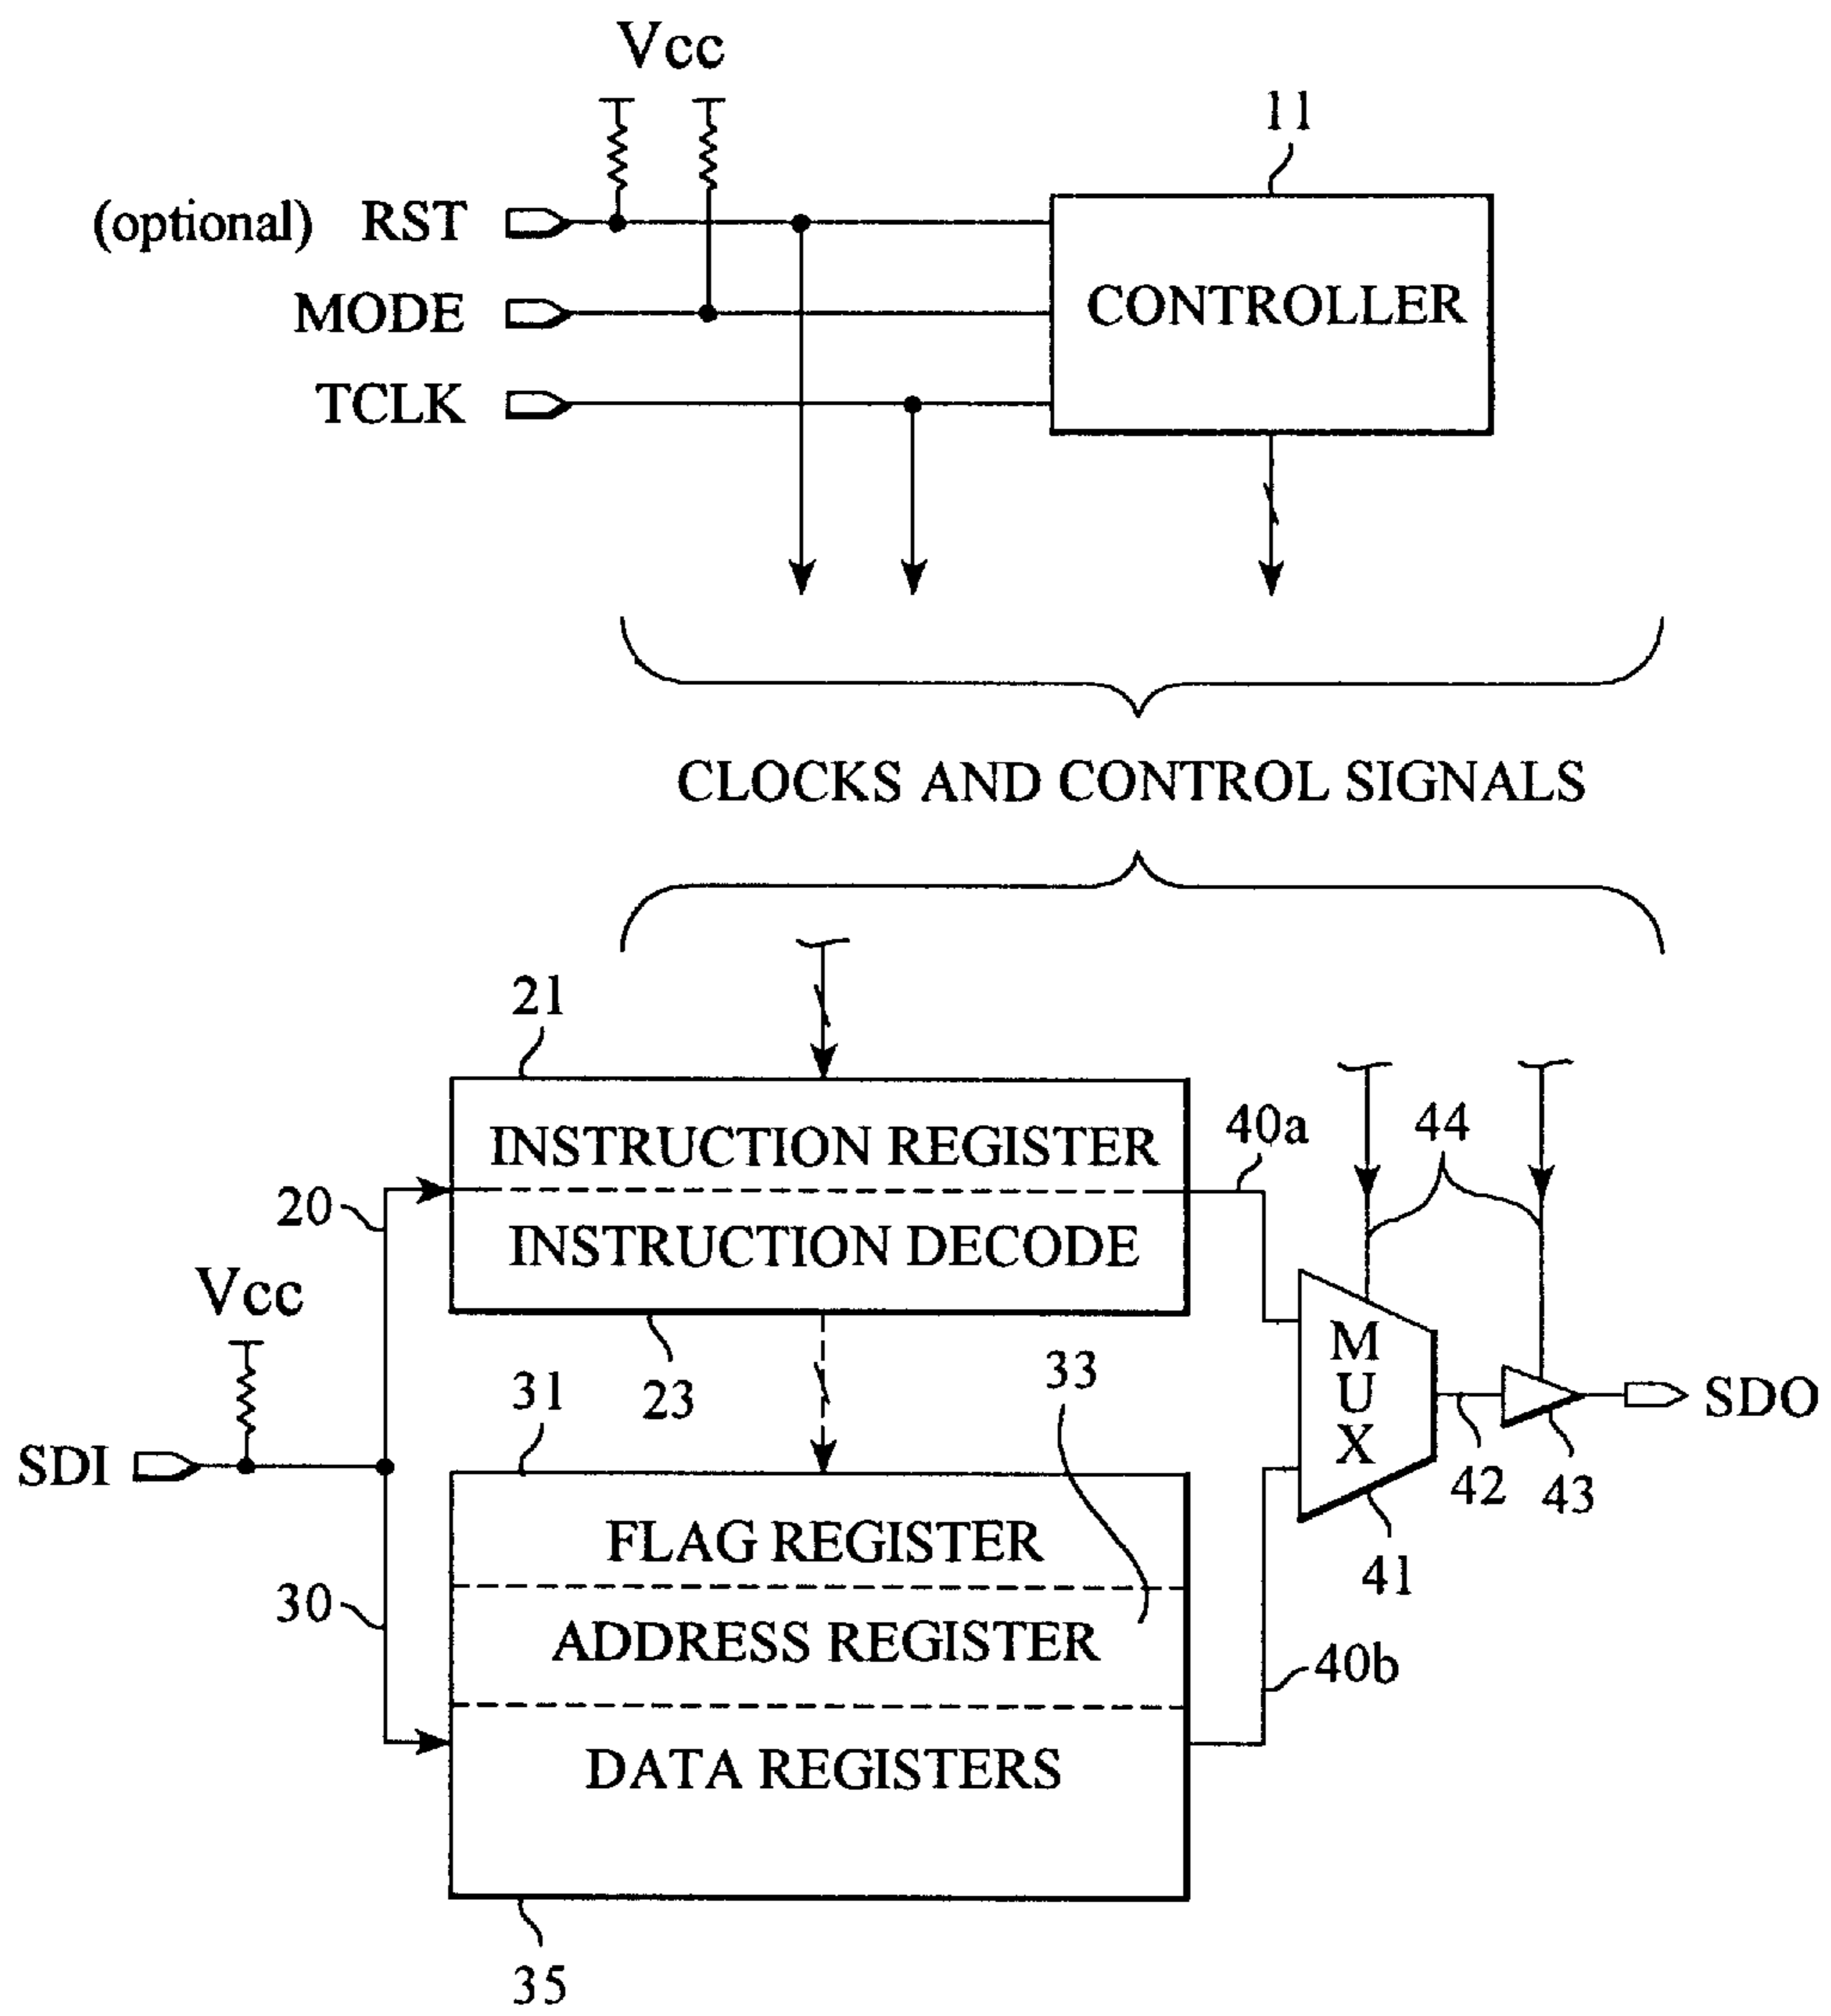 Vcc
11
(optional) RST
MODE
TCLK
CONTROLLER
CLOCKS AND CONTROL SIGNALS
21
INSTRUCTION REGISTER
INSTRUCTION DECODE
40a
44
20
Vcc
23
31
33
MUX
SDO
SDI
42
43
FLAG REGISTER
41
30
ADDRESS REGISTER
40b
DATA REGISTERS
35